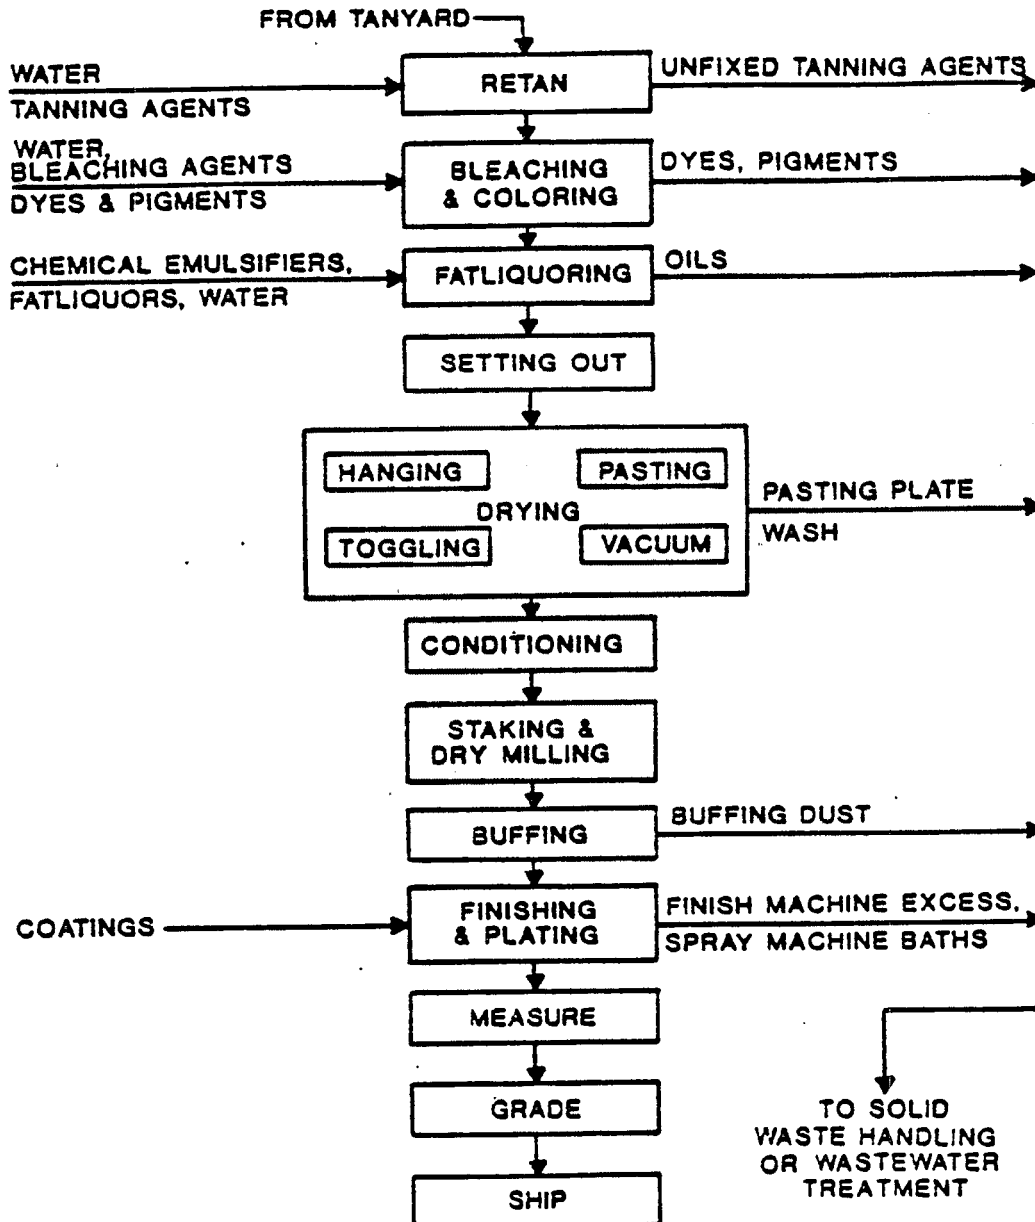 FROM TANYARD
WATER
TANNING AGENTS
RETAN
UNFIXED TANNING AGENTS
WATER,
BLEACHING AGENTS
DYES & PIGMENTS
BLEACHING
& COLORING
DYES, PIGMENTS
CHEMICAL EMULSIFIERS,
FATLIQUORS, WATER
FATLIQUORING
OILS
SETTING OUT
HANGING
PASTING
DRYING
TOGGLING
VACUUM
PASTING PLATE
WASH
CONDITIONING
STAKING &
DRY MILLING
BUFFING
BUFFING DUST
COATINGS
FINISHING
& PLATING
FINISH MACHINE EXCESS,
SPRAY MACHINE BATHS
MEASURE
GRADE
SHIP
TO SOLID
WASTE HANDLING
OR WASTEWATER
TREATMENT